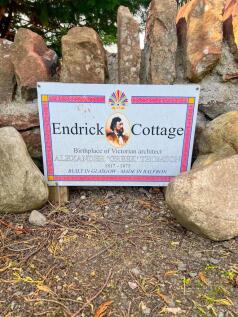 Endrick Cottage
Birthplace of Victorian architect
ALEXANDER "GREEK" THOMSON
1817 - 1875
BUILT IN GLASGOW - MADE IN BALFRON